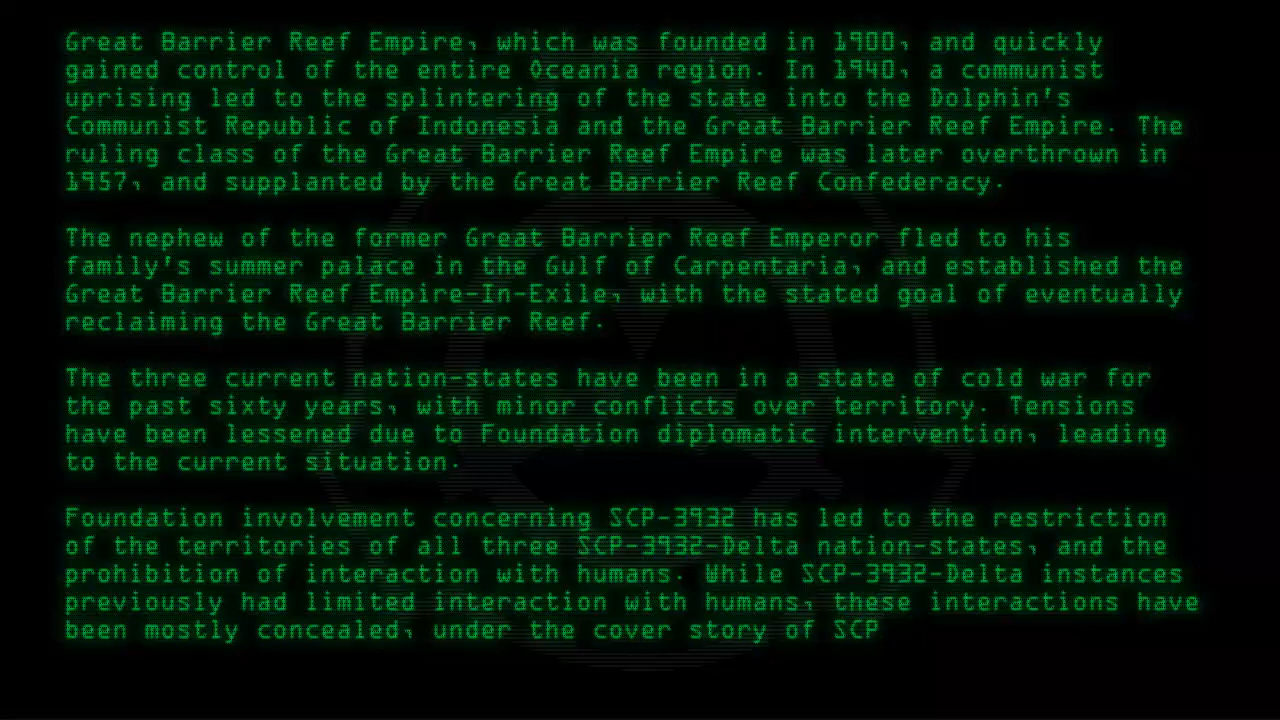 Great Barrier Reef Empire, which was founded in 1900, and quickly
gained control of the entire Oceania region. In 1940, a communist
uprising led to the splintering of the state into the Dolphin's
Communist Republic of Indonesia and the Great Barrier Reef Empire. The
ruling class of the Great Barrier Reef Empire was later overthrown in
1957, and supplanted by the Great Barrier Reef Confederacy.
The nephew of the former Great Barrier Reef Emperor fled to his
family's summer palace in the Gulf of Carpentaria, and established the
Great Barrier Reef Empire-In-Exile, with the stated goal of eventually
reclaiming the Great Barrier Reef.
The three current nation-states have been in a state of cold war for
the past sixty years, with minor conflicts over territory. Tensions
have been lessened due to Foundation diplomatic intervention, leading
to the current situation.
Foundation involvement concerning SCP-3932 has led to the restriction
of the territories of all three SCP-3932-Delta nation-states, and the
prohibition of interaction with humans. While SCP-3932-Delta instances
previously had limited interaction with humans, these interactions have
been mostly concealed, under the cover story of SCP